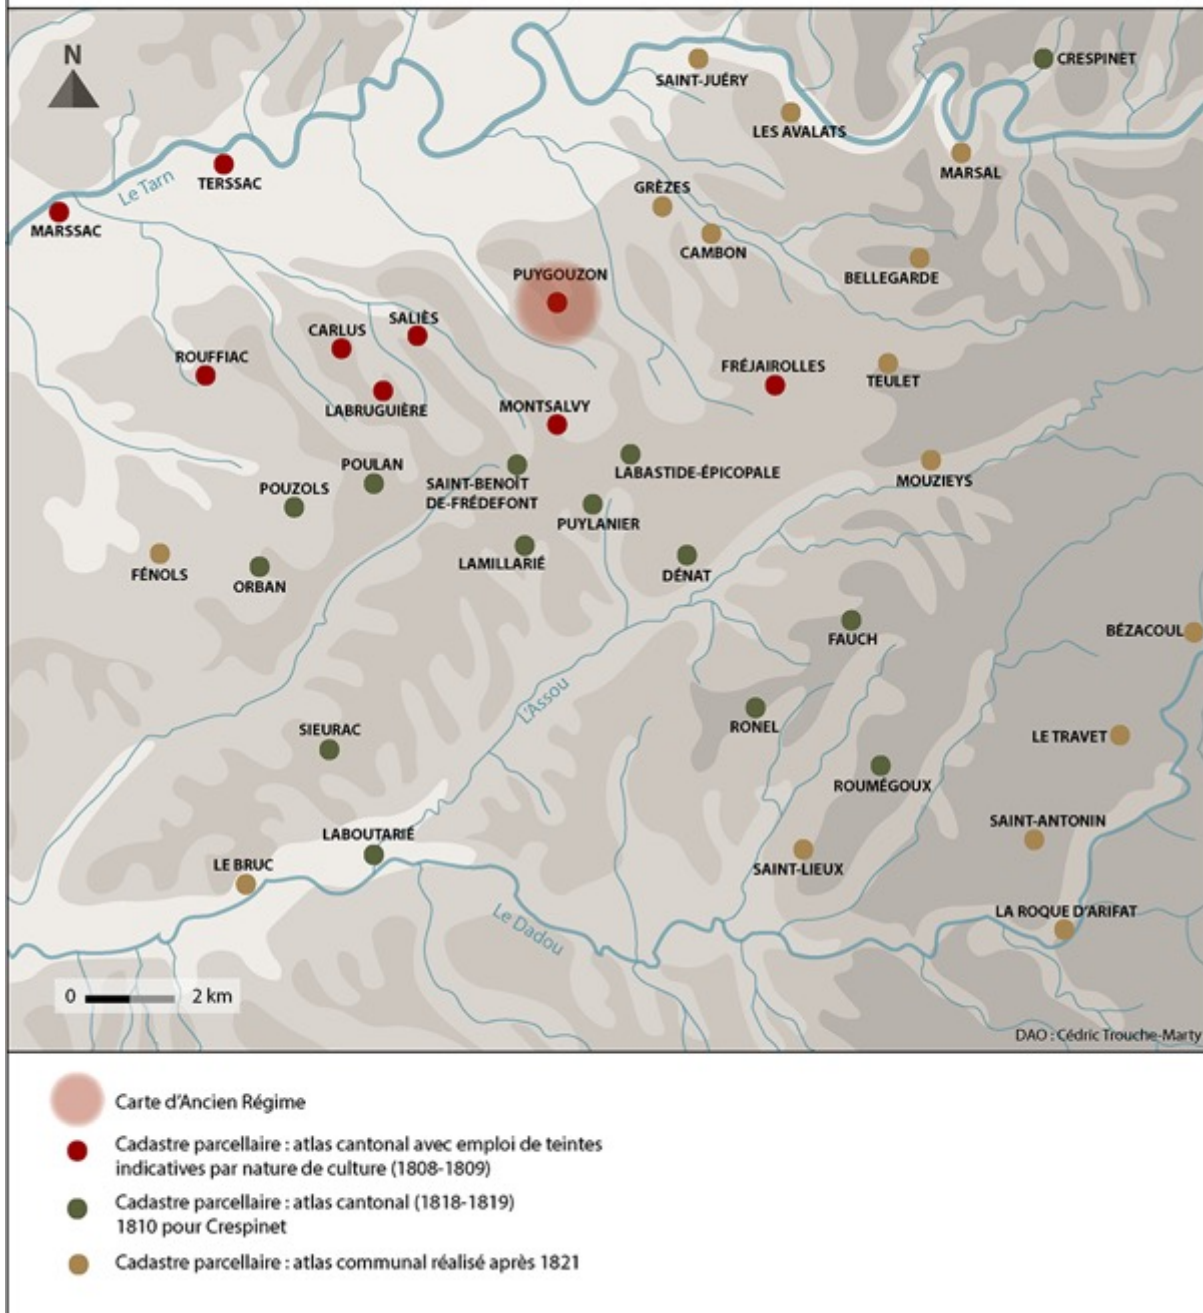 N
SAINT-JUÉRY
CRESPINET
LES AVALATS
MARSAL
Le Tarn
TERSSAC
MARSSAC
GRÈZES
CAMBON
BELLEGARDE
PUYGOUZON
SALIÈS
CARLUS
ROUFFIAC
LABRUGUIÈRE
FRÉJAIROLLES
TEULET
MONTSALVY
POULAN
POUZOLS
SAINT-BENOÎT
DE-FRÉDEFONT
LABASTIDE-ÉPICOPALE
MOUZIEYS
PUYLANIER
FÉNOLS
ORBAN
LAMILLARIÉ
DÉNAT
FAUCH
BÉZACOUL
L'Assou
SIEURAC
RONEL
LE TRAVET
ROUMÉGOUX
LABOUTARIÉ
SAINT-ANTONIN
LE BRUC
SAINT-LIEUX
Le Dadou
LA ROQUE D'ARIFAT
0 2 km
DAO : Cédric Trouche-Marty
Carte d'Ancien Régime
Cadastre parcellaire : atlas cantonal avec emploi de teintes
indicatives par nature de culture (1808-1809)
Cadastre parcellaire : atlas cantonal (1818-1819)
1810 pour Crespinet
Cadastre parcellaire : atlas communal réalisé après 1821